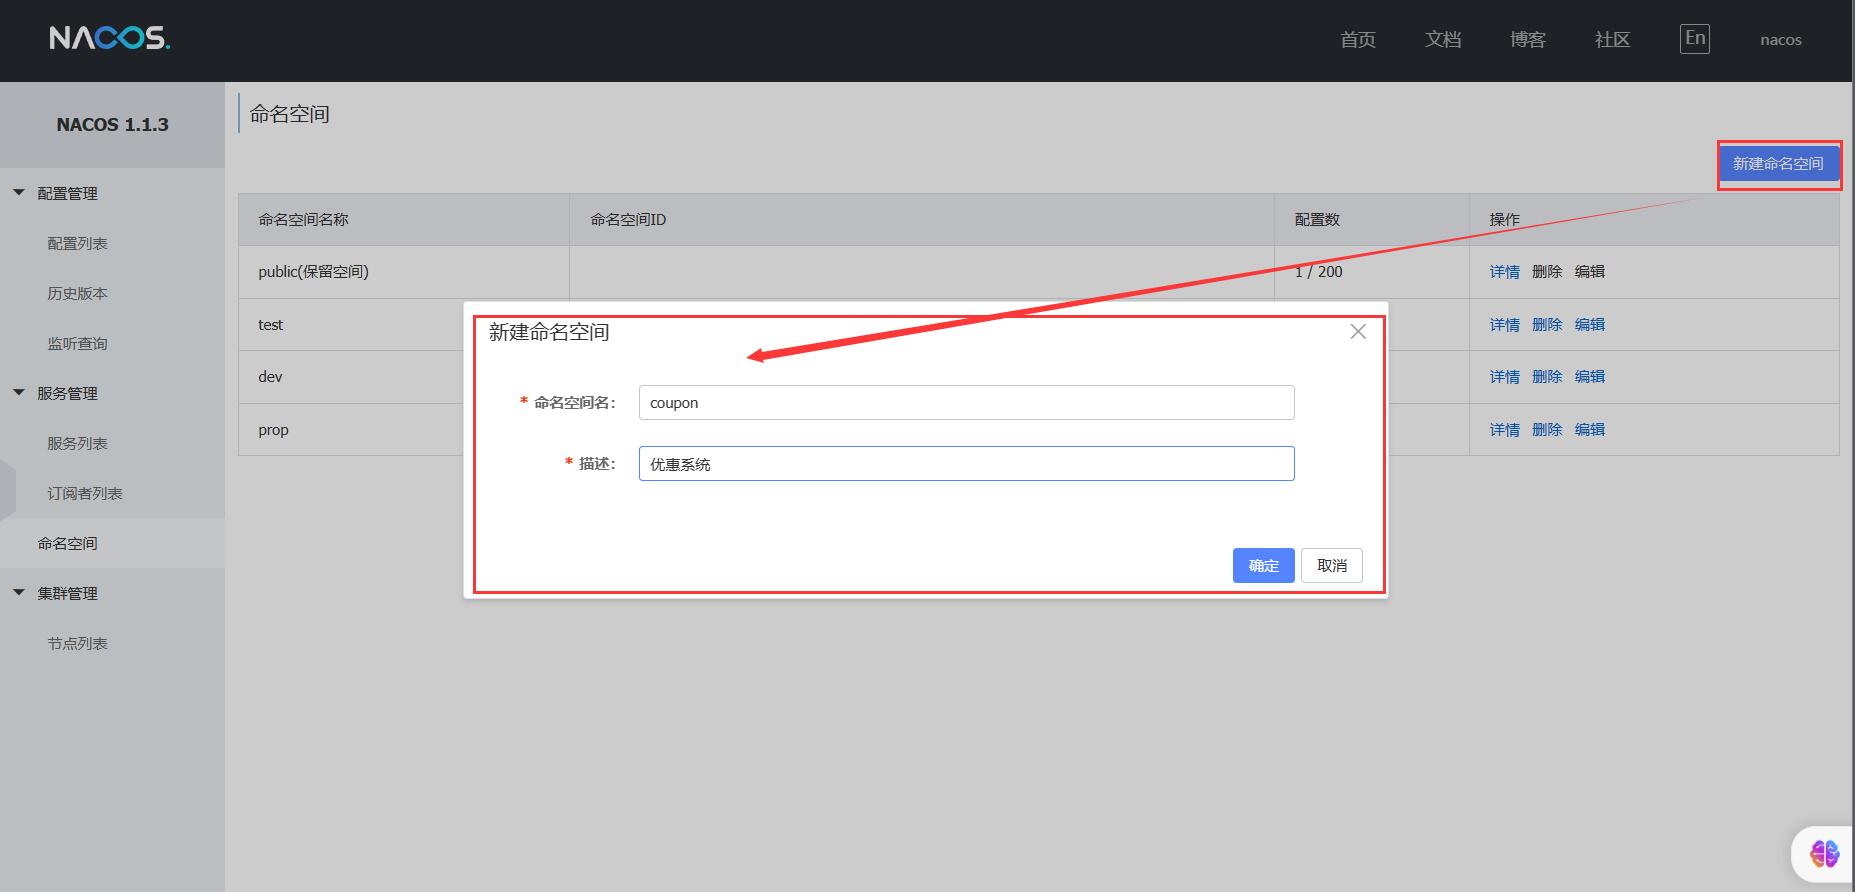 NACOS.
首页 文档 博客 社区 En nacos
NACOS 1.1.3
配置管理
配置列表
历史版本
监听查询
服务管理
服务列表
订阅者列表
命名空间
集群管理
节点列表
命名空间
新建命名空间
命名空间名称 命名空间ID 配置数 操作
public(保留空间) 1 / 200 详情 删除 编辑
test 详情 删除 编辑
dev 详情 删除 编辑
prop 详情 删除 编辑
新建命名空间
* 命名空间名: coupon
* 描述: 优惠系统
确定 取消